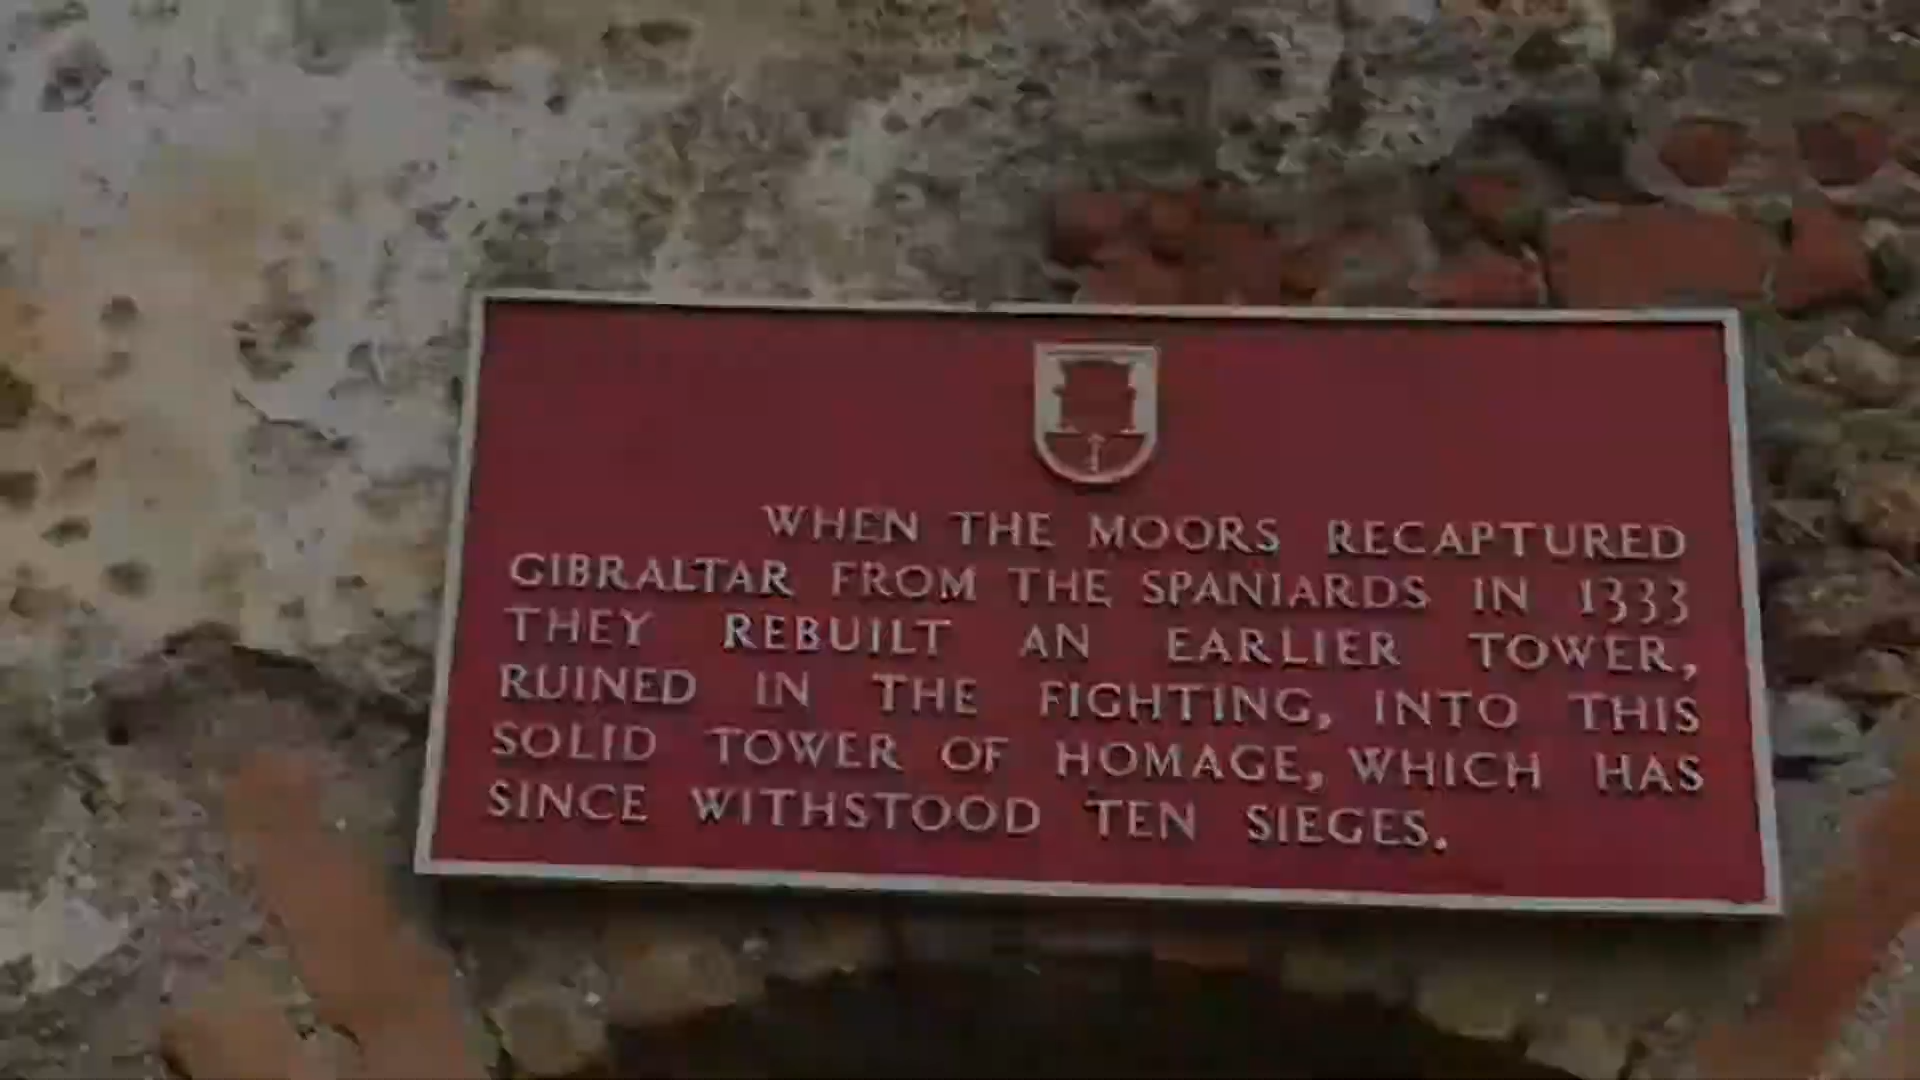 WHEN THE MOORS RECAPTURED
GIBRALTAR FROM THE SPANIARDS IN 1333
THEY REBUILT AN EARLIER TOWER,
RUINED IN THE FIGHTING, INTO THIS
SOLID TOWER OF HOMAGE, WHICH HAS
SINCE WITHSTOOD TEN SIEGES.